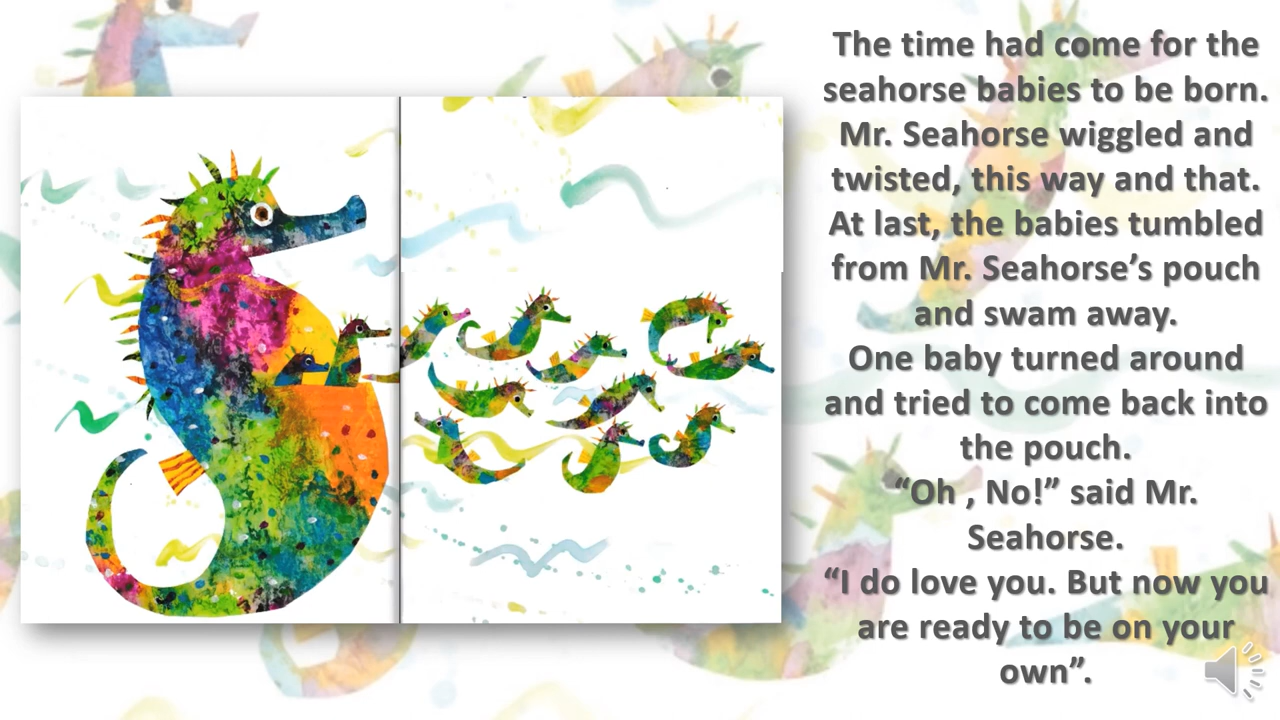 The time had come for the
seahorse babies to be born.
Mr. Seahorse wiggled and
twisted, this way and that.
At last, the babies tumbled
from Mr. Seahorse’s pouch
and swam away.
One baby turned around
and tried to come back into
the pouch.
“Oh , No!” said Mr.
Seahorse.
“I do love you. But now you
are ready to be on your
own”.